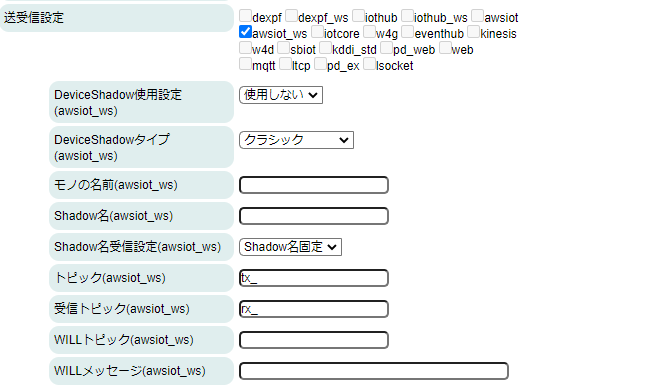 送受信設定
dexpf dexpf_ws iothub iothub_ws awsiot
awsiot_ws iotcore w4g eventhub kinesis
w4d sbiot kddi_std pd_web web
mqtt ltcp pd_ex lsocket
DeviceShadow使用設定
(awsiot_ws)
使用しない
DeviceShadowタイプ
(awsiot_ws)
クラシック
モノの名前(awsiot_ws)
Shadow名(awsiot_ws)
Shadow名受信設定(awsiot_ws)
Shadow名固定
トピック(awsiot_ws)
tx_
受信トピック(awsiot_ws)
rx_
WILLトピック(awsiot_ws)
WILLメッセージ(awsiot_ws)